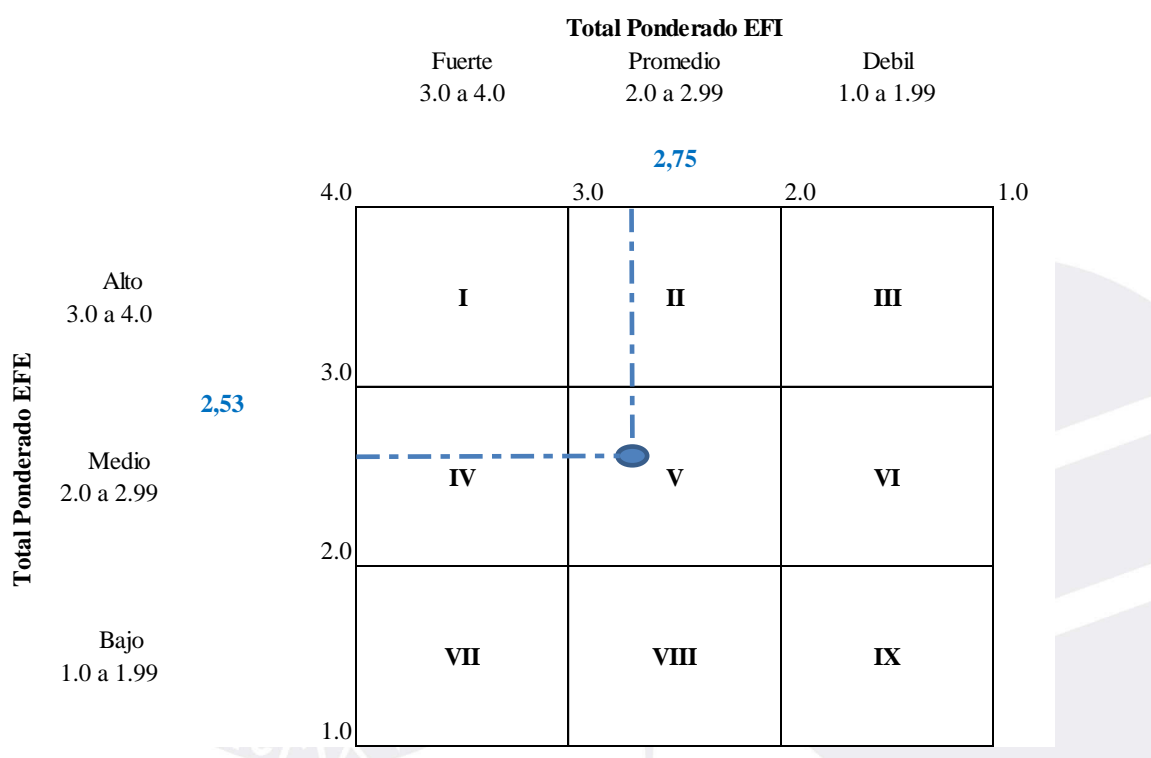 Total Ponderado EFI
Fuerte Promedio Debil
3.0 a 4.0 2.0 a 2.99 1.0 a 1.99
2,75
4.0 3.0 2.0 1.0
Alto
3.0 a 4.0
I II III
Total Ponderado EFE
3.0
2,53
Medio
2.0 a 2.99
IV V VI
2.0
Bajo
1.0 a 1.99
VII VIII IX
1.0